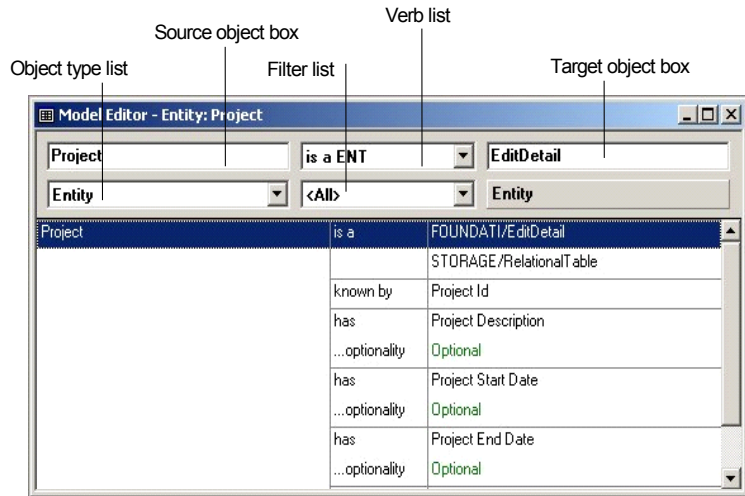 Verb list
Source object box
Object type list
Filter list
Target object box
Model Editor - Entity: Project
Project
is a ENT
EditDetail
Entity
<All>
Entity
Project is a FOUNDATI/EditDetail
STORAGE/RelationalTable
known by Project Id
has Project Description
...optionality Optional
has Project Start Date
...optionality Optional
has Project End Date
...optionality Optional